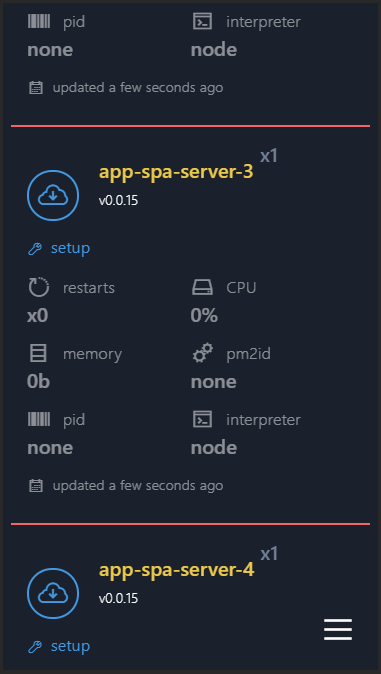 pid interpreter
none node
updated a few seconds ago
app-spa-server-3 x1
v0.0.15
setup
restarts CPU
x0 0%
memory pm2id
0b none
pid interpreter
none node
updated a few seconds ago
app-spa-server-4 x1
v0.0.15
setup